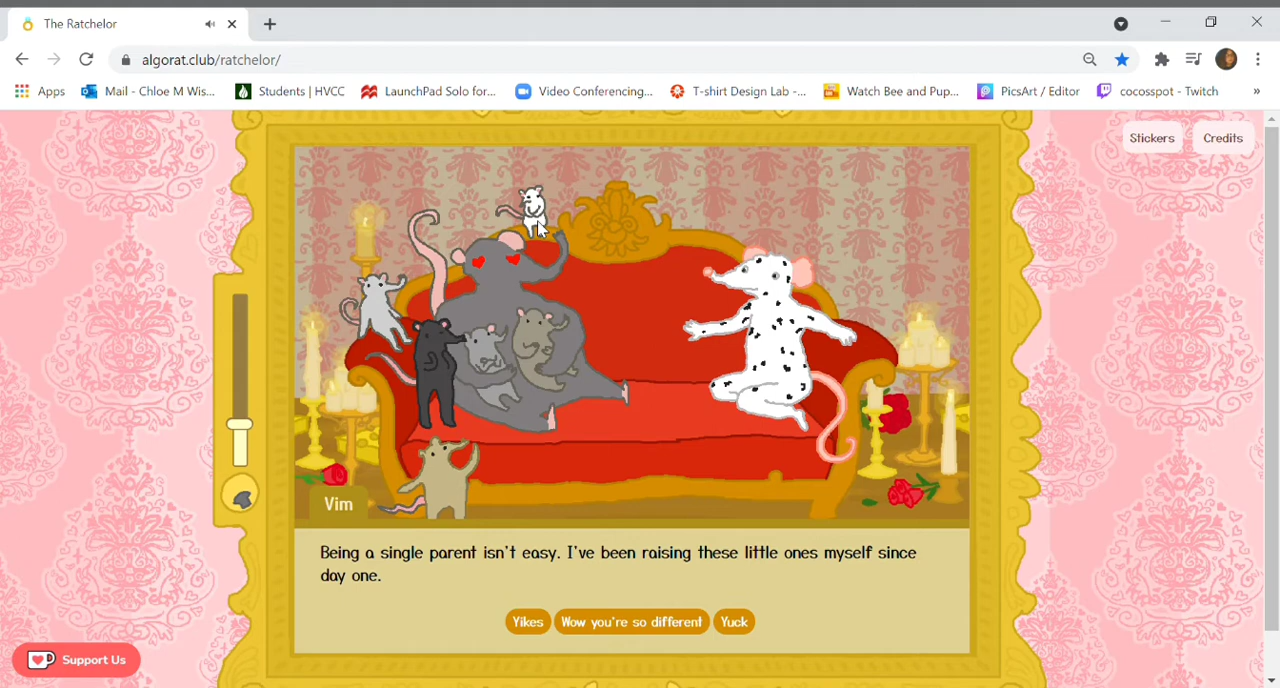 The Ratchelor
algorat.club/ratchelor/
Apps
Mail - Chloe M Wis...
Students | HVCC
LaunchPad Solo for...
Video Conferencing...
T-shirt Design Lab -...
Watch Bee and Pup...
PicsArt / Editor
cocosspot - Twitch
»
Stickers
Credits
Vim
Being a single parent isn't easy. I've been raising these little ones myself since
day one.
Yikes
Wow you're so different
Yuck
Support Us